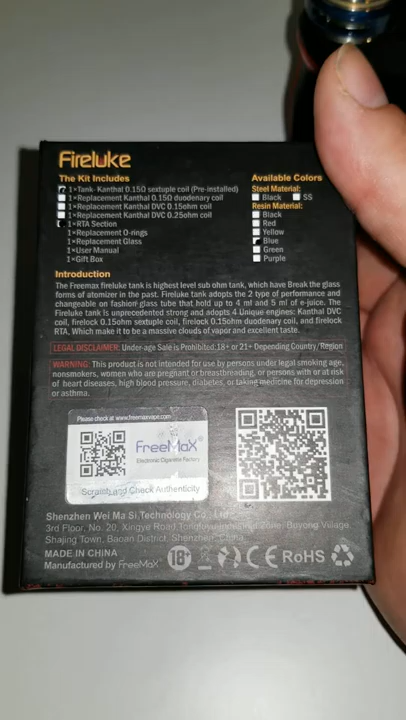 Fireluke
The Kit Includes
1×Tank- Kanthal 0.15Ω sextuple coil (Pre-installed)
1×Replacement Kanthal 0.15Ω duodenary coil
1×Replacement Kanthal DVC 0.15ohm coil
1×Replacement Kanthal DVC 0.25ohm coil
1×RTA Section
1×Replacement O-rings
1×Replacement Glass
1×User Manual
1×Gift Box
Available Colors
Steel Material:
Black SS
Resin Material:
Black
Red
Yellow
Blue
Green
Purple
Introduction
The Freemax fireluke tank is highest level sub ohm tank, which have Break the glass
forms of atomizer in the past. Fireluke tank adopts the 2 type of performance and
changeable on fashion glass tube that hold up to 4 ml and 5 ml of e-juice. The
Fireluke tank is unprecedented strong and adopts 4 Unique engines: Kanthal DVC
coil, firelock 0.15ohm sextuple coil, firelock 0.15ohm duodenary coil, and firelock
RTA, Which make it to be a massive clouds of vapor and excellent taste.
LEGAL DISCLAIMER: Under-age Sale is Prohibited:18+ or 21+ Depending Country/Region
WARNING: This product is not intended for use by persons under legal smoking age,
nonsmokers, women who are pregnant or breastbreading, or persons with or at risk
of heart diseases, high blood pressure, diabetes, or taking medicine for depression
or asthma.
Please check at www.freemaxvape.com
FreeMaX
Electronic Cigarette Factory
Scratch and Check Authenticity
Shenzhen Wei Ma Si Technology Co., Ltd
3rd Floor, No. 20, Xingye Road, Zone, Buyong Village,
Shajing Town, Baoan District, Shenzhen, China
MADE IN CHINA
Manufactured by FreeMaX
18+ CE RoHS